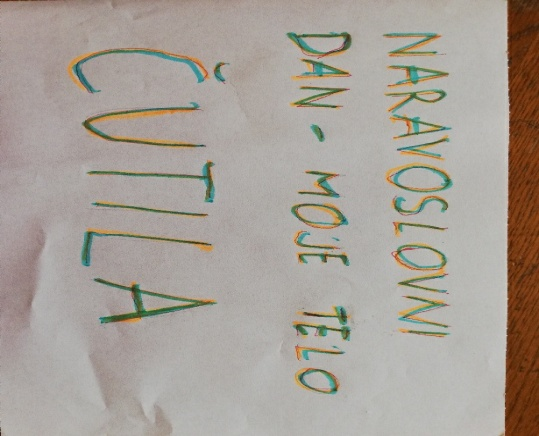 NARAVOSLOVNI
DAN - MOJE TELO
ČUTILA